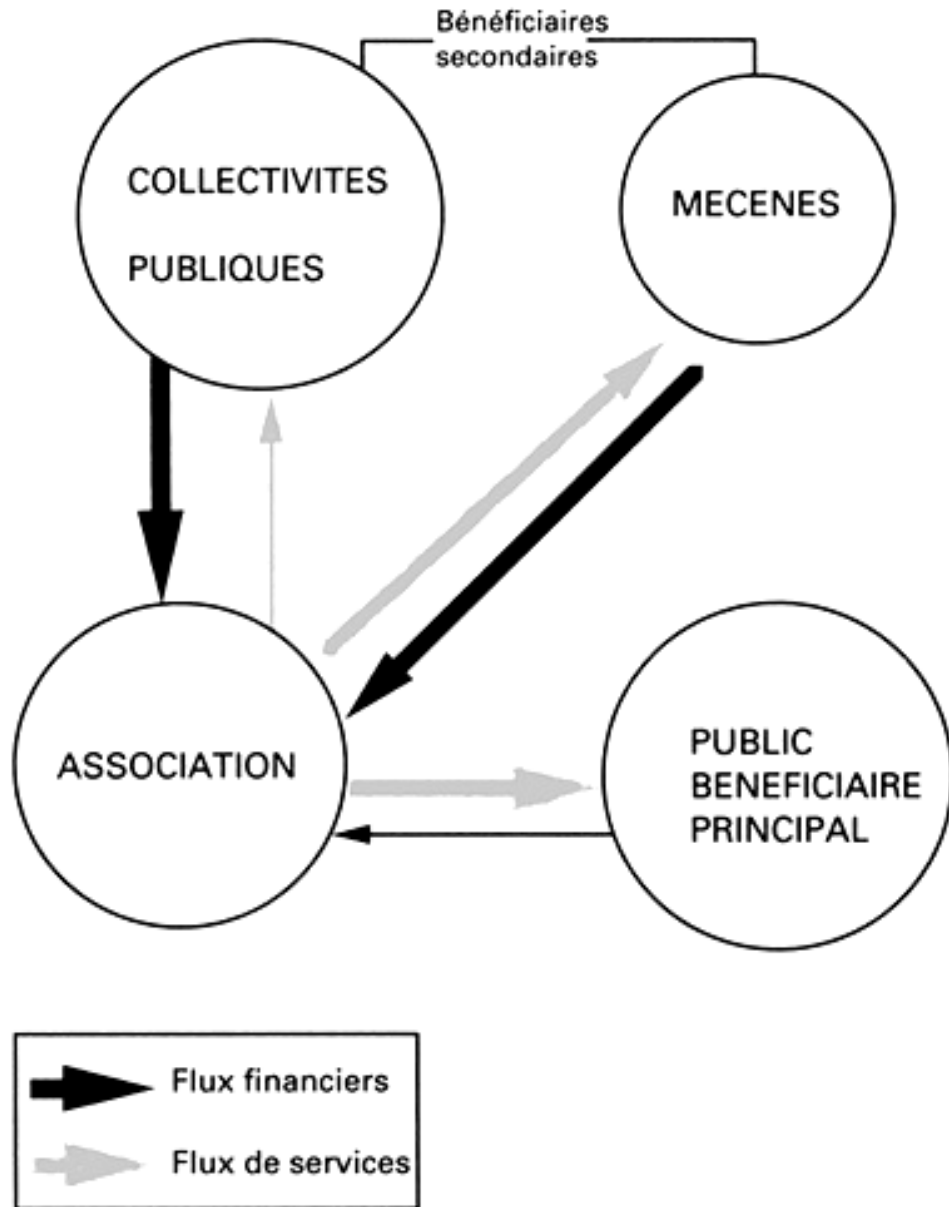 Bénéficiaires
secondaires
COLLECTIVITES
PUBLIQUES
MECENES
ASSOCIATION
PUBLIC
BENEFICIAIRE
PRINCIPAL
Flux financiers
Flux de services